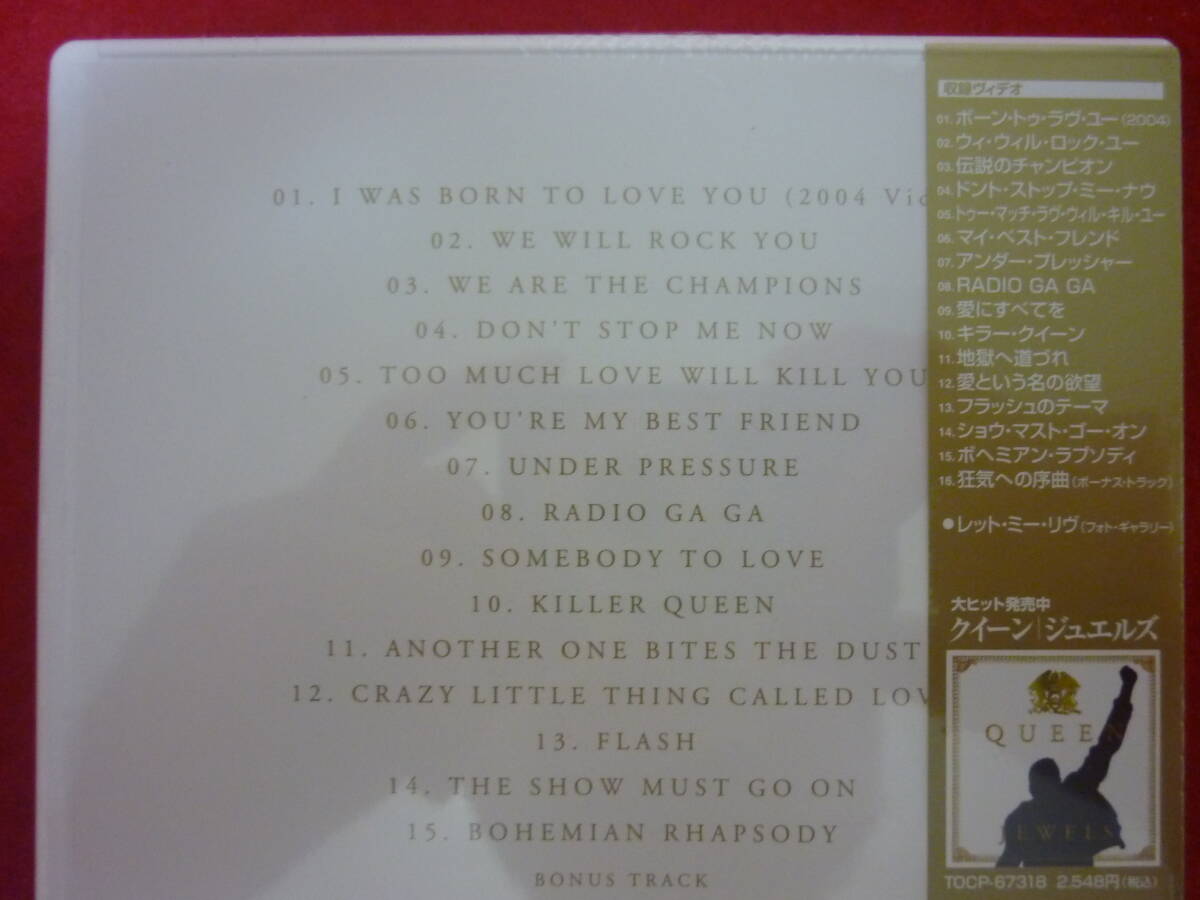 01. I WAS BORN TO LOVE YOU (2004
02. WE WILL ROCK YOU
03. WE ARE THE CHAMPIONS
04. DON'T STOP ME NOW
05. TOO MUCH LOVE WILL KILL YOU
06. YOU'RE MY BEST FRIEND
07. UNDER PRESSURE
08. RADIO GA GA
09. SOMEBODY TO LOVE
10. KILLER QUEEN
11. ANOTHER ONE BITES THE DUST
12. CRAZY LITTLE THING CALLED
13. FLASH
14. THE SHOW MUST GO ON
15. BOHEMIAN RHAPSODY
BONUS TRACK
収録ヴィデオ
01. ボーン・トゥ・ラヴ・ユー(2004)
02. ウィ・ウィル・ロック・ユー
03. 伝説のチャンピオン
04. ドント・ストップ・ミー・ナウ
05. トゥー・マッチ・ラヴ・ウィル・キル・ユー
06. マイ・ベスト・フレンド
07. アンダー・プレッシャー
08. RADIO GA GA
09. 愛にすべてを
10. キラー・クイーン
11. 地獄へ道づれ
12. 愛という名の欲望
13. フラッシュのテーマ
14. ショウ・マスト・ゴー・オン
15. ボヘミアン・ラプソディ
16. 狂気への序曲(ボーナス・トラック)
●レット・ミー・リヴ(フォト・ギャラリー)
大ヒット発売中
クイーン|ジュエルズ
QUEEN
JEWELS
TOCP-67318 2,548円(税込)